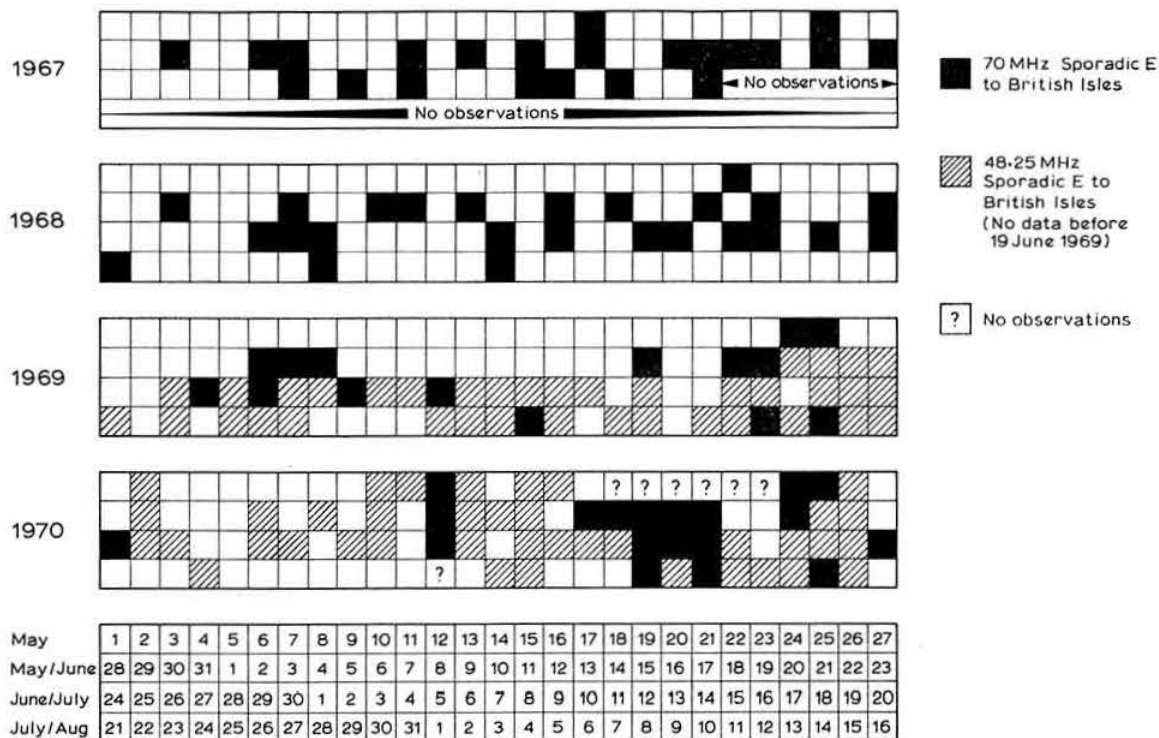 1967
No observations
No observations
70 MHz Sporadic E
to British Isles
1968
48·25 MHz
Sporadic E to
British Isles
(No data before
19 June 1969)
1969
? No observations
1970
? ? ? ? ? ?
?
May 1 2 3 4 5 6 7 8 9 10 11 12 13 14 15 16 17 18 19 20 21 22 23 24 25 26 27
May/June 28 29 30 31 1 2 3 4 5 6 7 8 9 10 11 12 13 14 15 16 17 18 19 20 21 22 23
June/July 24 25 26 27 28 29 30 1 2 3 4 5 6 7 8 9 10 11 12 13 14 15 16 17 18 19 20
July/Aug 21 22 23 24 25 26 27 28 29 30 31 1 2 3 4 5 6 7 8 9 10 11 12 13 14 15 16